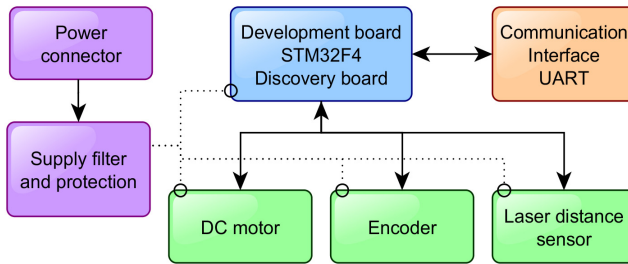 Power
connector
Development board
STM32F4
Discovery board
Communication
Interface
UART
Supply filter
and protection
DC motor
Encoder
Laser distance
sensor